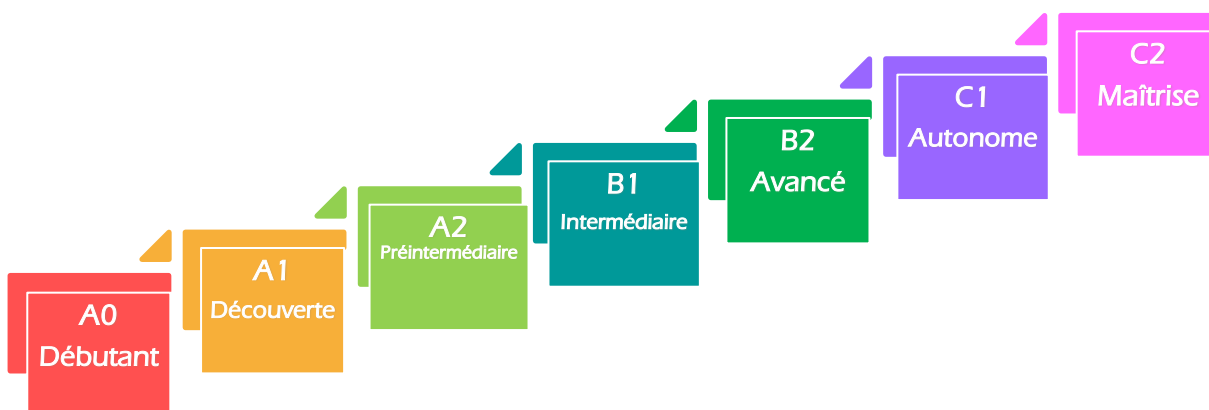 A0
Débutant
A1
Découverte
A2
Préintermédiaire
B1
Intermédiaire
B2
Avancé
C1
Autonome
C2
Maîtrise